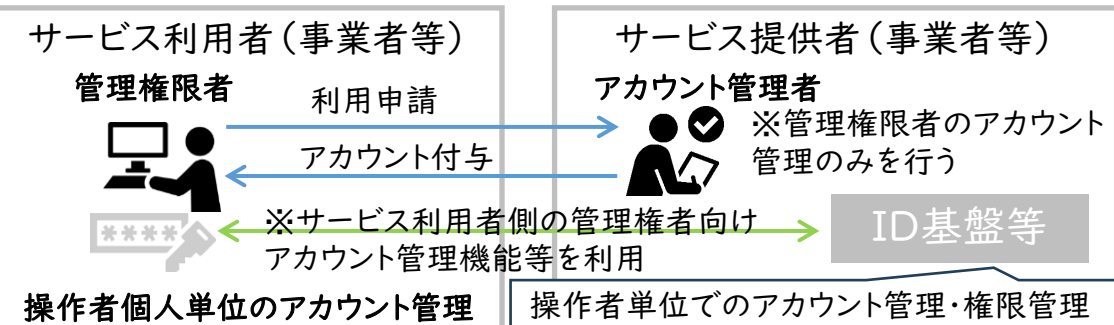 サービス利用者（事業者等）
サービス提供者（事業者等）
管理権限者
アカウント管理者
利用申請
※管理権限者のアカウント
管理のみを行う
アカウント付与
****
※サービス利用者側の管理権者向け
アカウント管理機能等を利用
ID基盤等
操作者個人単位のアカウント管理
操作者単位でのアカウント管理・権限管理